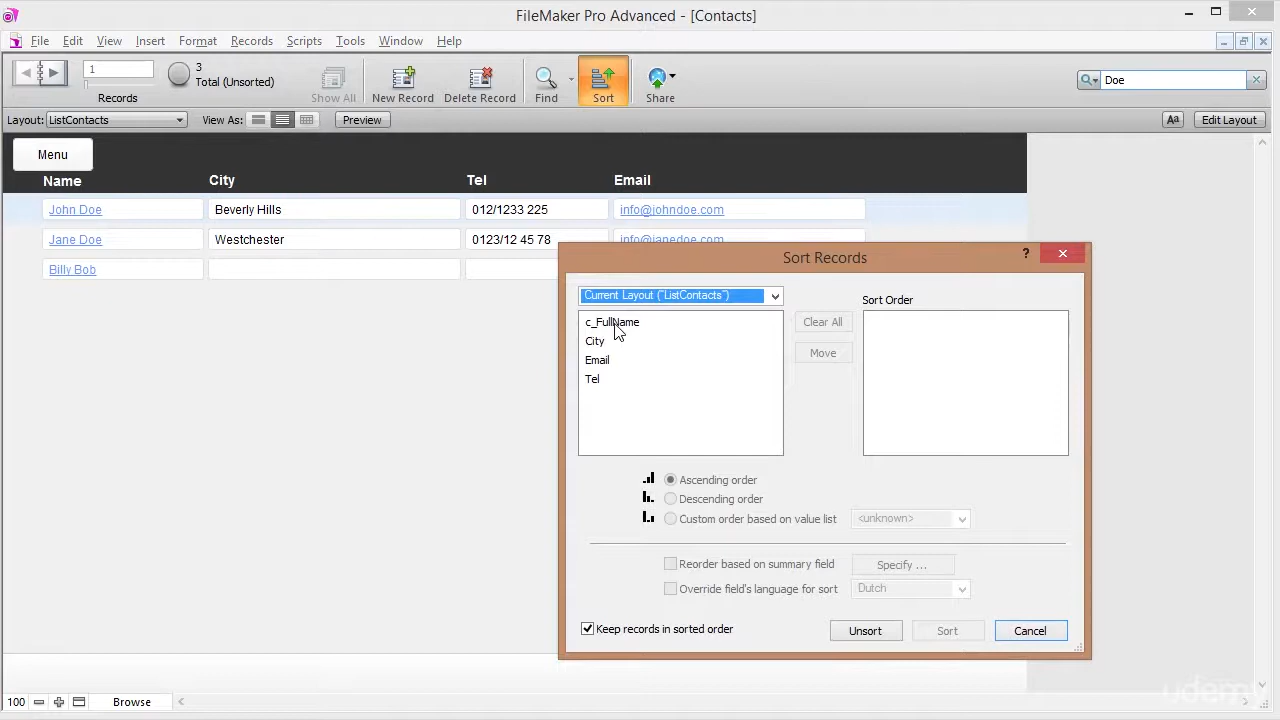 FileMaker Pro Advanced - [Contacts]
File Edit View Insert Format Records Scripts Tools Window Help
1
3
Total (Unsorted)
Records
Show All
New Record
Delete Record
Find
Sort
Share
Doe
Layout: ListContacts
View As:
Preview
Aa
Edit Layout
Menu
Name City Tel Email
John Doe Beverly Hills 012/1233 225 info@johndoe.com
Jane Doe Westchester 0123/12 45 78 info@janedoe.com
Billy Bob
Sort Records
?
Current Layout ("ListContacts")
Sort Order
c_FullName
City
Email
Tel
Clear All
Move
Ascending order
Descending order
Custom order based on value list <unknown>
Reorder based on summary field Specify ...
Override field's language for sort Dutch
Keep records in sorted order
Unsort
Sort
Cancel
100
Browse
udemy